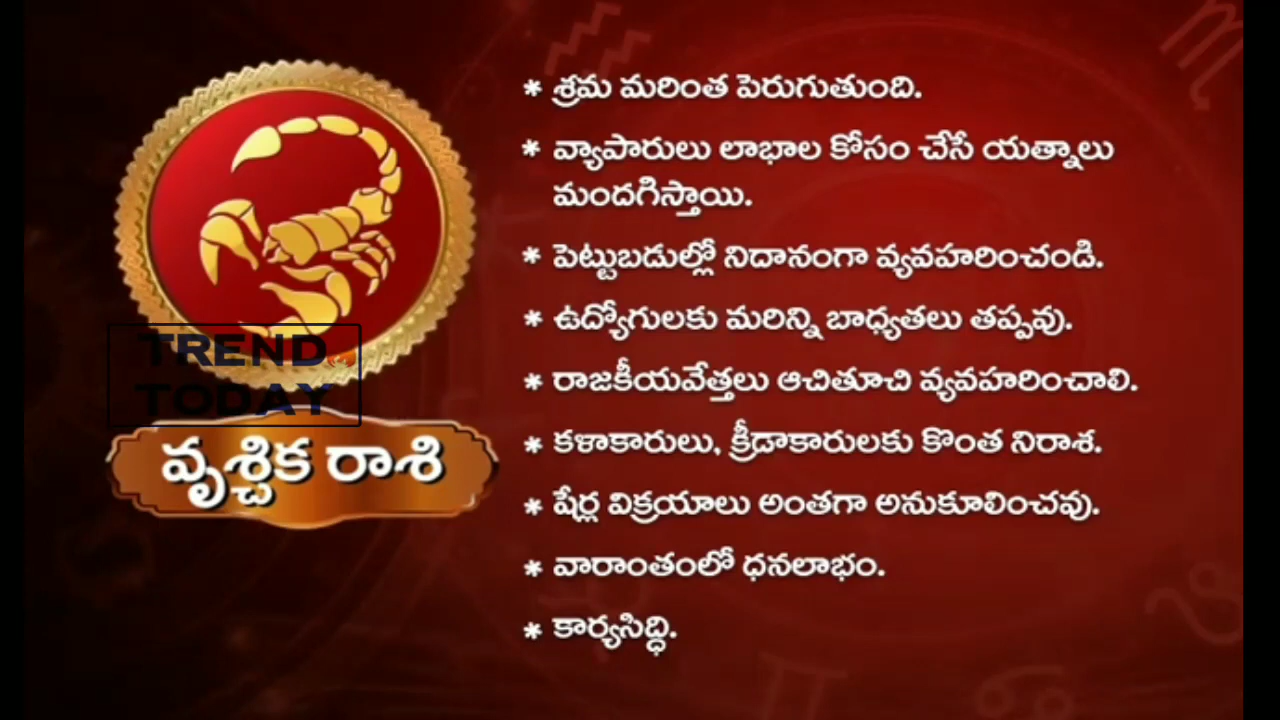 * శ్రమ మరింత పెరుగుతుంది.
* వ్యాపారులు లాభాల కోసం చేసే యత్నాలు
మందగిస్తాయి.
* పెట్టుబడుల్లో నిదానంగా వ్యవహరించండి.
* ఉద్యోగులకు మరిన్ని బాధ్యతలు తప్పవు.
* రాజకీయవేత్తలు ఆచితూచి వ్యవహరించాలి.
* కళాకారులు, క్రీడాకారులకు కొంత నిరాశ.
* షేర్ల విక్రయాలు అంతగా అనుకూలించవు.
* వారాంతంలో ధనలాభం.
* కార్యసిద్ధి.
TREND
TODAY
వృశ్చిక రాశి